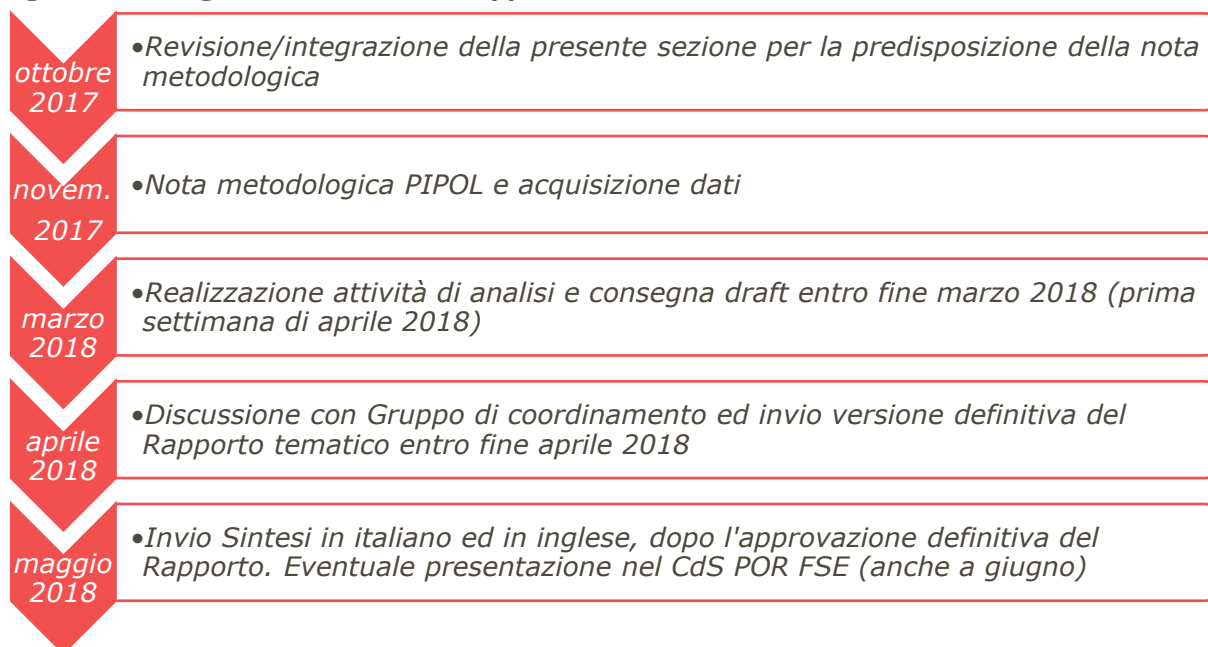 ottobre
2017
•Revisione/integrazione della presente sezione per la predisposizione della nota
metodologica
novem.
2017
•Nota metodologica PIPOL e acquisizione dati
marzo
2018
•Realizzazione attività di analisi e consegna draft entro fine marzo 2018 (prima
settimana di aprile 2018)
aprile
2018
•Discussione con Gruppo di coordinamento ed invio versione definitiva del
Rapporto tematico entro fine aprile 2018
maggio
2018
•Invio Sintesi in italiano ed in inglese, dopo l'approvazione definitiva del
Rapporto. Eventuale presentazione nel CdS POR FSE (anche a giugno)